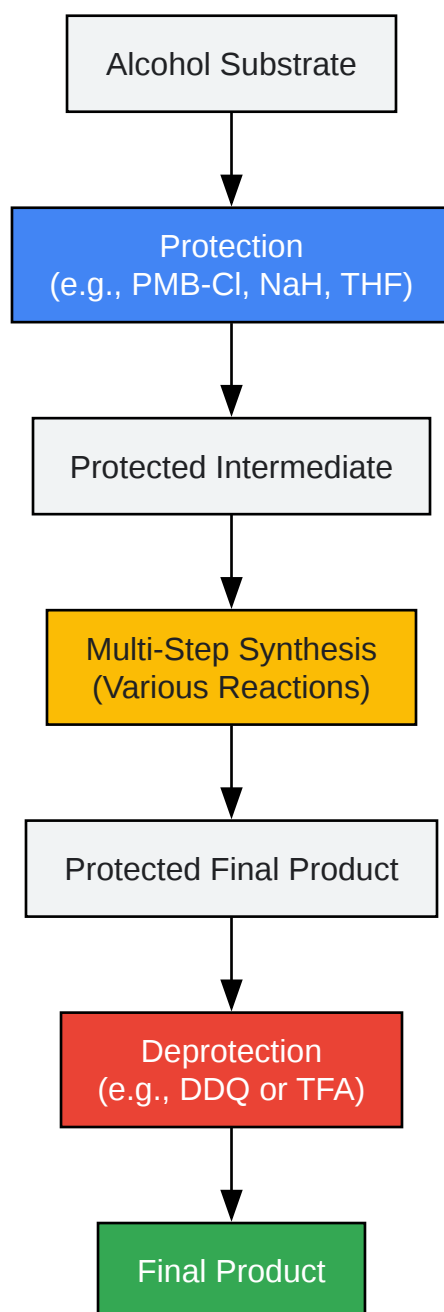 Alcohol Substrate
Protection
(e.g., PMB-Cl, NaH, THF)
Protected Intermediate
Multi-Step Synthesis
(Various Reactions)
Protected Final Product
Deprotection
(e.g., DDQ or TFA)
Final Product